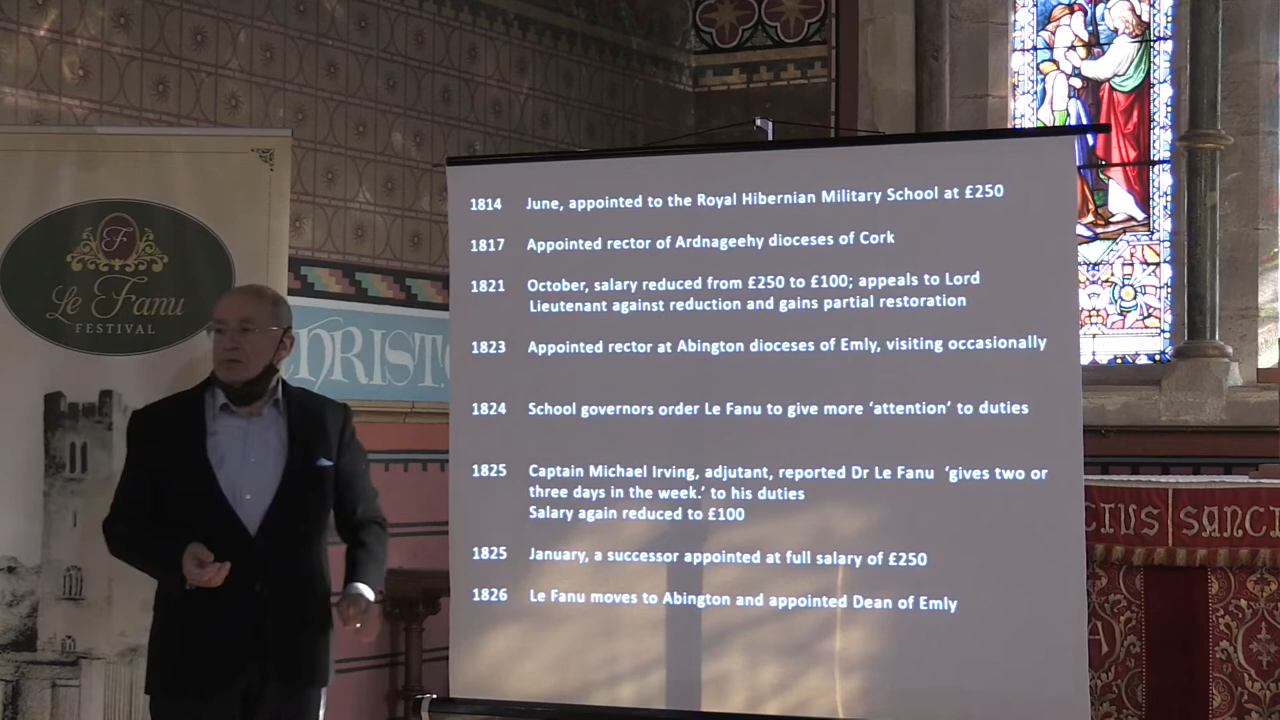 F
Le Fanu
FESTIVAL
CHRIST
1814 June, appointed to the Royal Hibernian Military School at £250
1817 Appointed rector of Ardnageehy dioceses of Cork
1821 October, salary reduced from £250 to £100; appeals to Lord
Lieutenant against reduction and gains partial restoration
1823 Appointed rector at Abington dioceses of Emly, visiting occasionally
1824 School governors order Le Fanu to give more ‘attention’ to duties
1825 Captain Michael Irving, adjutant, reported Dr Le Fanu ‘gives two or
three days in the week.’ to his duties
Salary again reduced to £100
1825 January, a successor appointed at full salary of £250
1826 Le Fanu moves to Abington and appointed Dean of Emly
CTUS SANCT